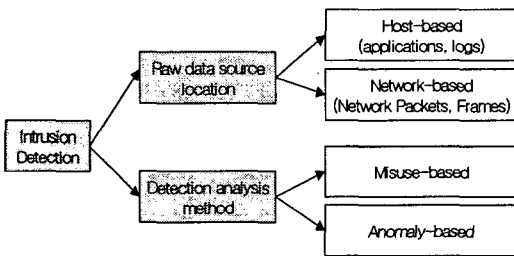 Intrusion
Detection
Raw data source
location
Detection analysis
method
Host-based
(applications, logs)
Network-based
(Network Packets, Frames)
Misuse-based
Anomaly-based